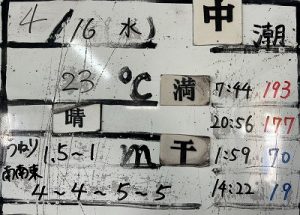 4/16 水) 中 潮
23 ℃ 満 7:44 193
晴 20:56 177
うねり 1.5~1 m 干 1:59 70
南南東 4~4~5~5 14:22 19